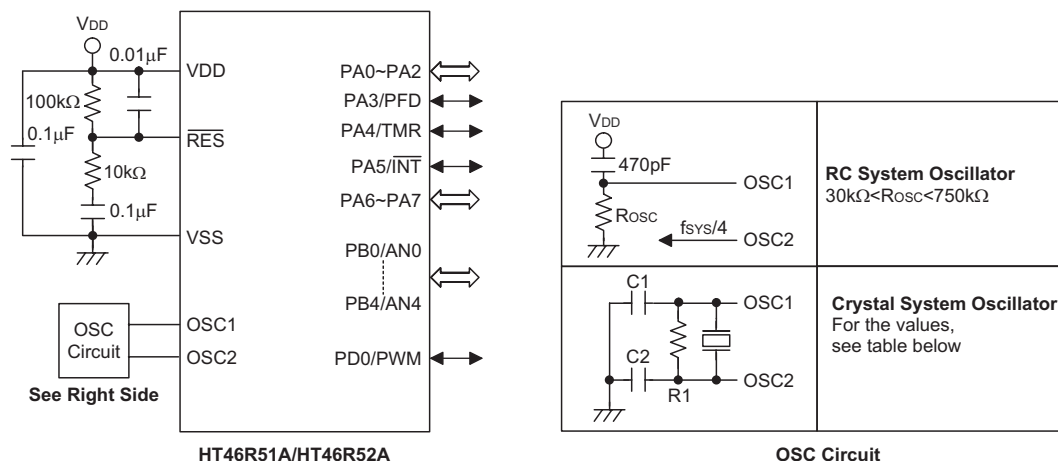 VDD
0.01μF
VDD
100kΩ
0.1μF
RES
10kΩ
0.1μF
VSS
OSC
Circuit
OSC1
OSC2
See Right Side
PA0~PA2
PA3/PFD
PA4/TMR
PA5/INT
PA6~PA7
PB0/AN0
PB4/AN4
PD0/PWM
HT46R51A/HT46R52A
VDD
470pF
OSC1
ROSC
fSYS/4
OSC2
RC System Oscillator
30kΩ<ROSC<750kΩ
C1
OSC1
C2
OSC2
R1
Crystal System Oscillator
For the values,
see table below
OSC Circuit